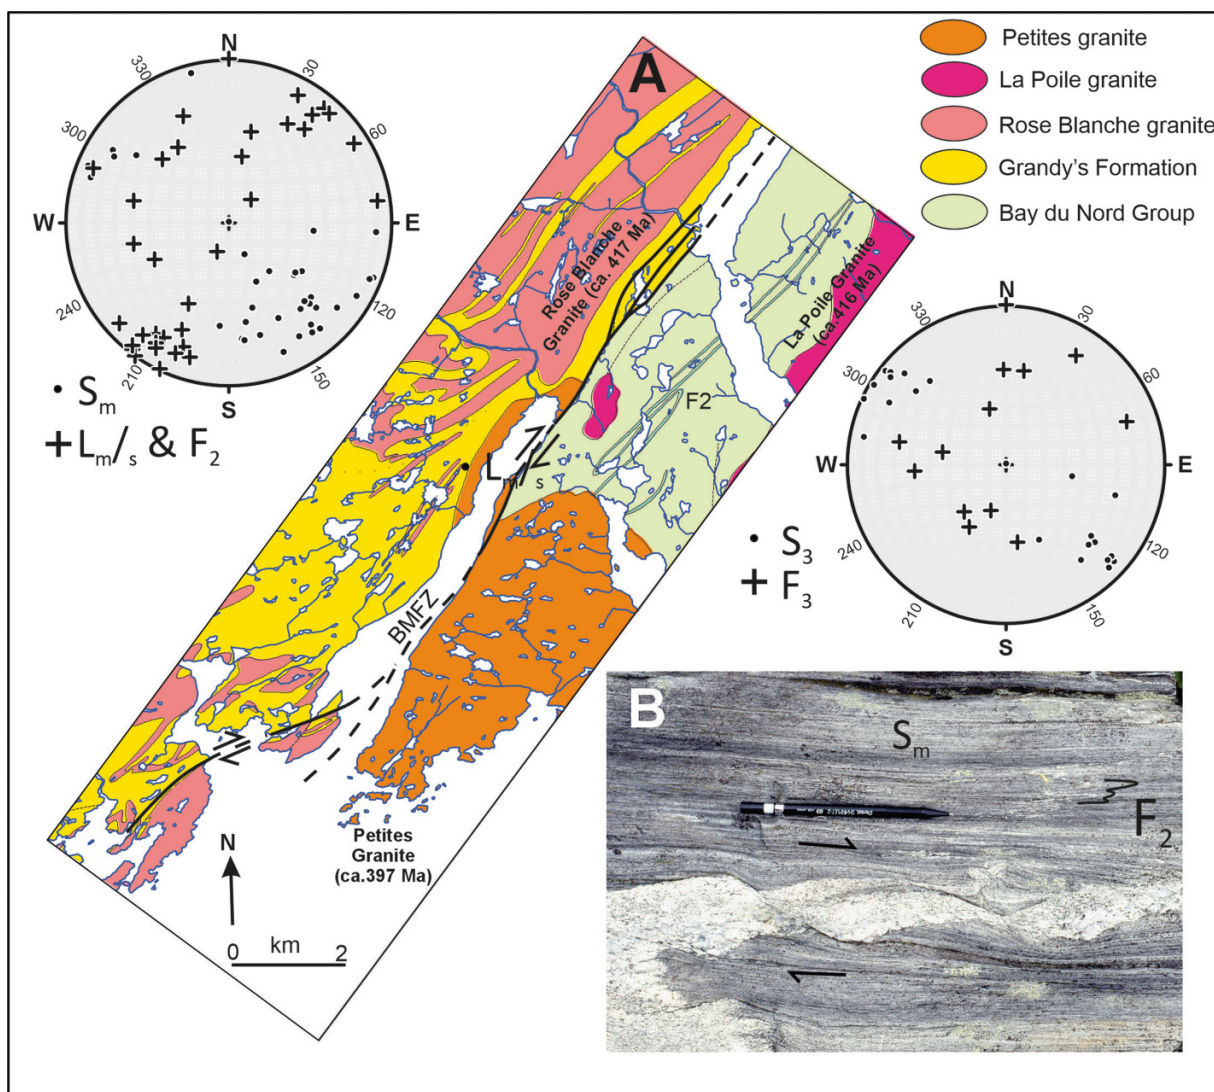 N
30
60
E
120
150
S
210
240
W
300
330
• Sm
+ Lm/s & F2
A
Petites granite
La Poile granite
Rose Blanche granite
Grandy's Formation
Bay du Nord Group
Rose Blanche
Granite (ca. 417 Ma)
La-Poile Granite
(ca.416 Ma)
F2
Lm/s
BMFZ
Petites
Granite
(ca.397 Ma)
N
km
0 2
N
30
60
E
120
150
S
210
240
W
300
330
• S3
+ F3
B
Sm
F2